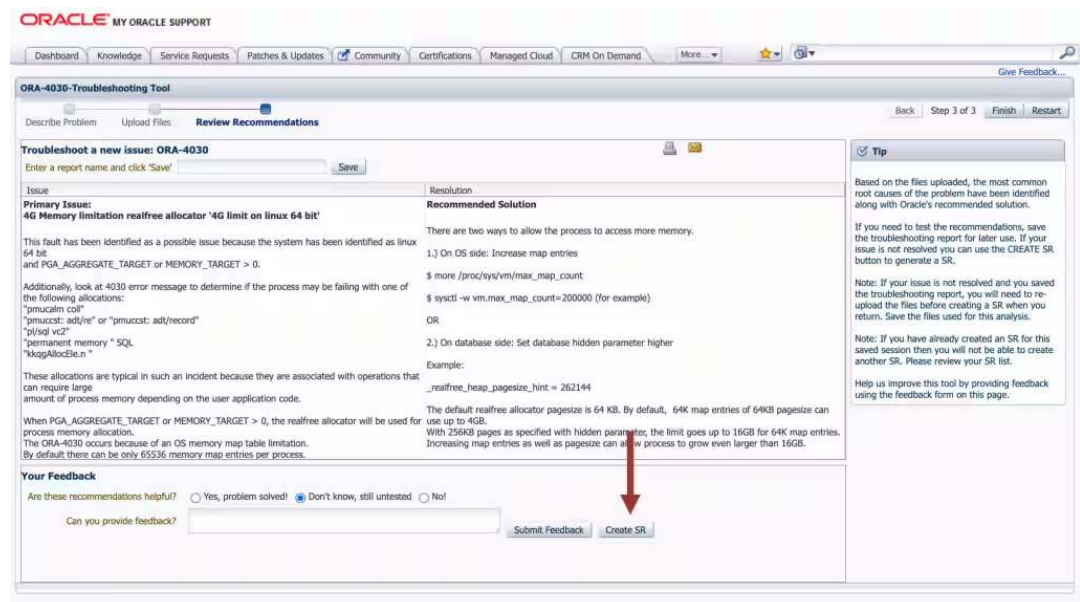 ORACLE® MY ORACLE SUPPORT
Dashboard Knowledge Service Requests Patches & Updates Community Certifications Managed Cloud CRM On Demand More...
Give Feedback...
ORA-4030-Troubleshooting Tool
Describe Problem Upload Files Review Recommendations
Back Step 3 of 3 Finish Restart
Troubleshoot a new issue: ORA-4030
Enter a report name and click 'Save' Save
Issue
Primary Issue:
4G Memory limitation realfree allocator '4G limit on linux 64 bit'
This fault has been identified as a possible issue because the system has been identified as linux
64 bit
and PGA_AGGREGATE_TARGET or MEMORY_TARGET > 0.
Additionally, look at 4030 error message to determine if the process may be failing with one of
the following allocations:
"pmucalm coll"
"pmuccst: adt/re" or "pmuccst: adt/record"
"pl/sql vc2"
"permanent memory " SQL
"kkqgAllocEle.n "
These allocations are typical in such an incident because they are associated with operations that
can require large
amount of process memory depending on the user application code.
When PGA_AGGREGATE_TARGET or MEMORY_TARGET > 0, the realfree allocator will be used for
process memory allocation.
The ORA-4030 occurs because of an OS memory map table limitation.
By default there can be only 65536 memory map entries per process.
Resolution
Recommended Solution
There are two ways to allow the process to access more memory.
1.) On OS side: Increase map entries
$ more /proc/sys/vm/max_map_count
$ sysctl -w vm.max_map_count=200000 (for example)
OR
2.) On database side: Set database hidden parameter higher
Example:
_realfree_heap_pagesize_hint = 262144
The default realfree allocator pagesize is 64 KB. By default, 64K map entries of 64KB pagesize can
use up to 4GB.
With 256KB pages as specified with hidden parameter, the limit goes up to 16GB for 64K map entries.
Increasing map entries as well as pagesize can allow process to grow even larger than 16GB.
Tip
Based on the files uploaded, the most common
root causes of the problem have been identified
along with Oracle's recommended solution.
If you need to test the recommendations, save
the troubleshooting report for later use. If your
issue is not resolved you can use the CREATE SR
button to generate a SR.
Note: If your issue is not resolved and you saved
the troubleshooting report, you will need to re-
upload the files before creating a SR when you
return. Save the files used for this analysis.
Note: If you have already created an SR for this
saved session then you will not be able to create
another SR. Please review your SR list.
Help us improve this tool by providing feedback
using the feedback form on this page.
Your Feedback
Are these recommendations helpful? Yes, problem solved! Don't know, still untested No!
Can you provide feedback?
Submit Feedback Create SR